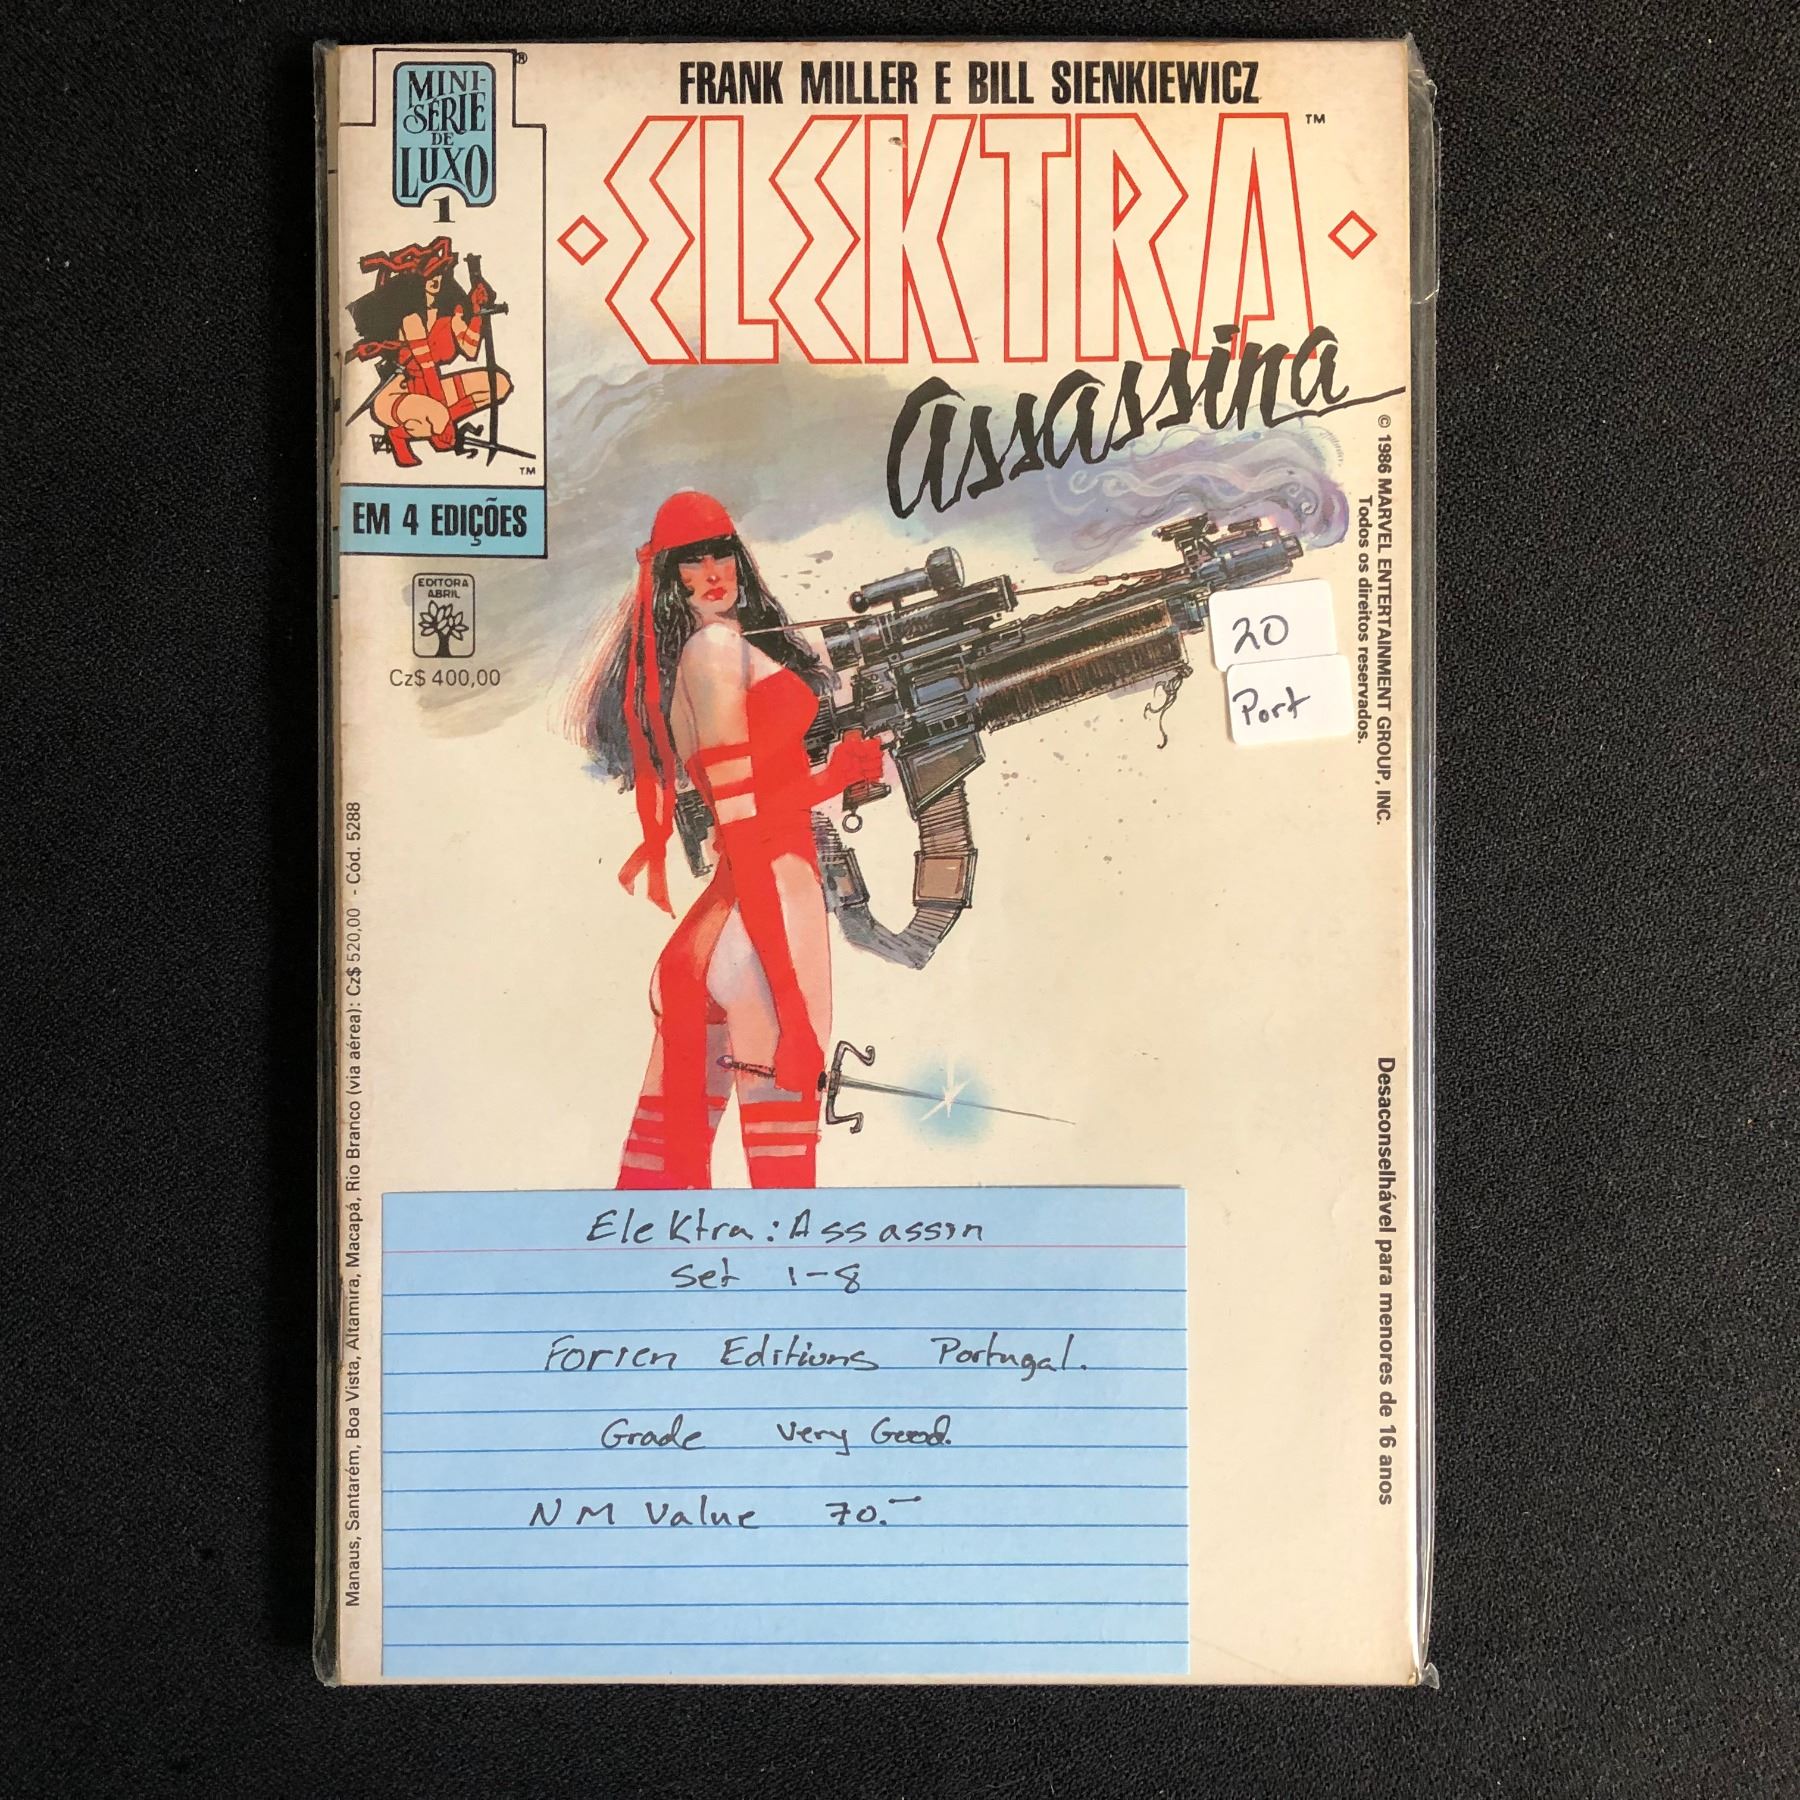 MINI-
SÉRIE
DE
LUXO
®
1
TM
EM 4 EDIÇÕES
EDITORA
ABRIL
Cz$ 400,00
FRANK MILLER E BILL SIENKIEWICZ
ELEKTRA
TM
assassina
© 1986 MARVEL ENTERTAINMENT GROUP, INC.
Todos os direitos reservados.
20
Port
Desaconselhável para menores de 16 anos
Manaus, Santarém, Boa Vista, Altamira, Macapá, Rio Branco (via aérea): Cz$ 520,00 - Cód. 5288
Elektra: Assassin
Set 1-8
Forien Editions Portugal.
Grade Very Good.
NM Value 70.-